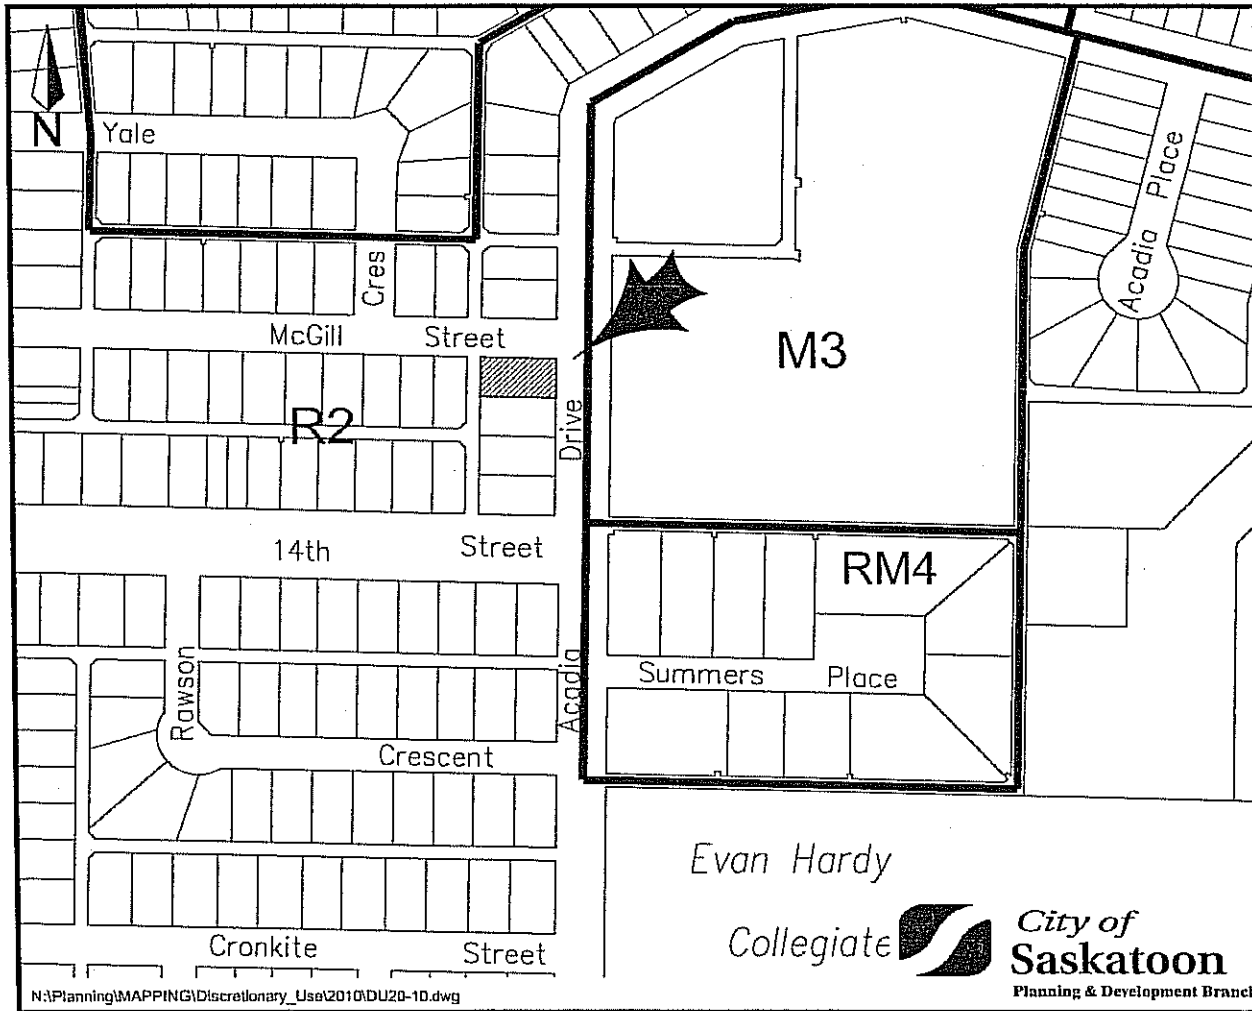 N
Yale
Acadia Place
Cres
McGill Street
M3
R2
Drive
14th Street
RM4
Rawson
Acadia
Summers Place
Crescent
Evan Hardy
Collegiate
Cronkite Street
City of
Saskatoon
Planning & Development Branch
N:\Planning\MAPPING\Discretionary_Use\2010\DU20-10.dwg